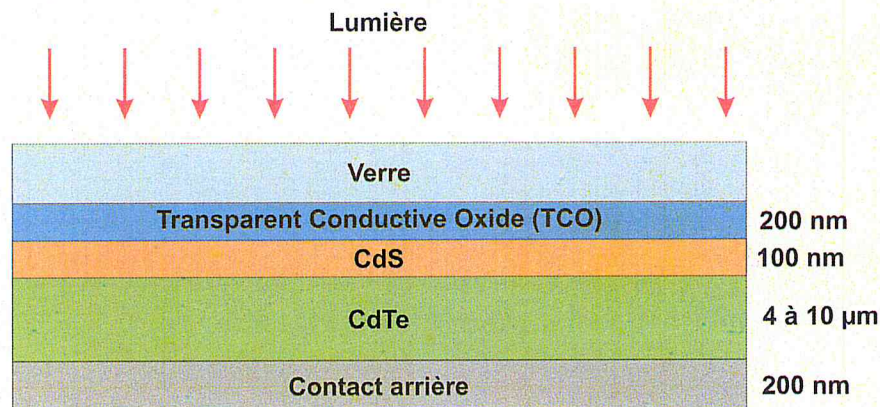 Lumière
Verre
Transparent Conductive Oxide (TCO) 200 nm
CdS 100 nm
CdTe 4 à 10 µm
Contact arrière 200 nm